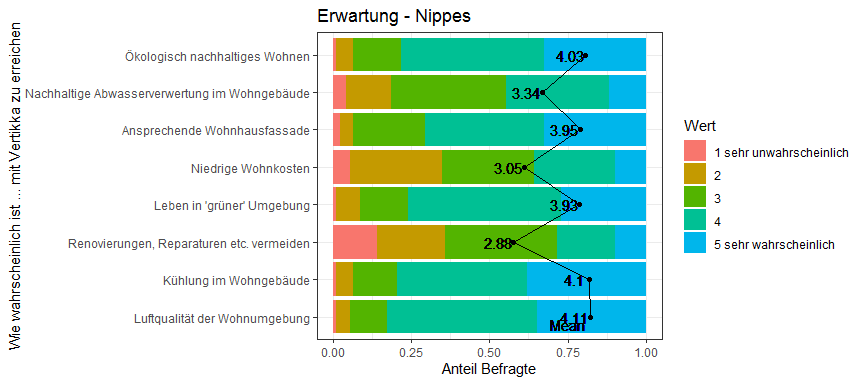 Erwartung - Nippes
Wie wahrscheinlich ist ... mit Vertikka zu erreichen
Ökologisch nachhaltiges Wohnen
4.03
Nachhaltige Abwasserverwertung im Wohngebäude
3.34
Ansprechende Wohnhausfassade
3.95
Niedrige Wohnkosten
3.05
Leben in 'grüner' Umgebung
3.93
Renovierungen, Reparaturen etc. vermeiden
2.88
Kühlung im Wohngebäude
4.1
Luftqualität der Wohnumgebung
4.11
Mean
0.00 0.25 0.50 0.75 1.00
Anteil Befragte
Wert
1 sehr unwahrscheinlich
2
3
4
5 sehr wahrscheinlich